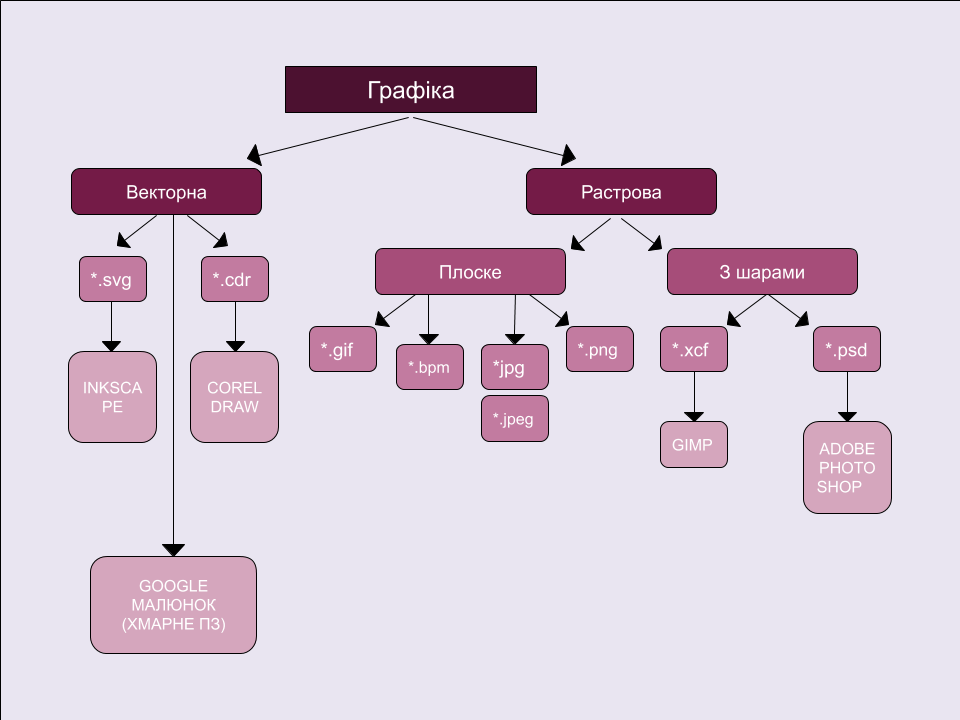 Графіка
Векторна
Растрова
*.svg
*.cdr
Плоске
З шарами
*.gif
*.bpm
*jpg
*.jpeg
*.png
*.xcf
*.psd
INKSCA
PE
COREL
DRAW
GIMP
ADOBE
PHOTO
SHOP
GOOGLE
МАЛЮНОК
(ХМАРНЕ ПЗ)